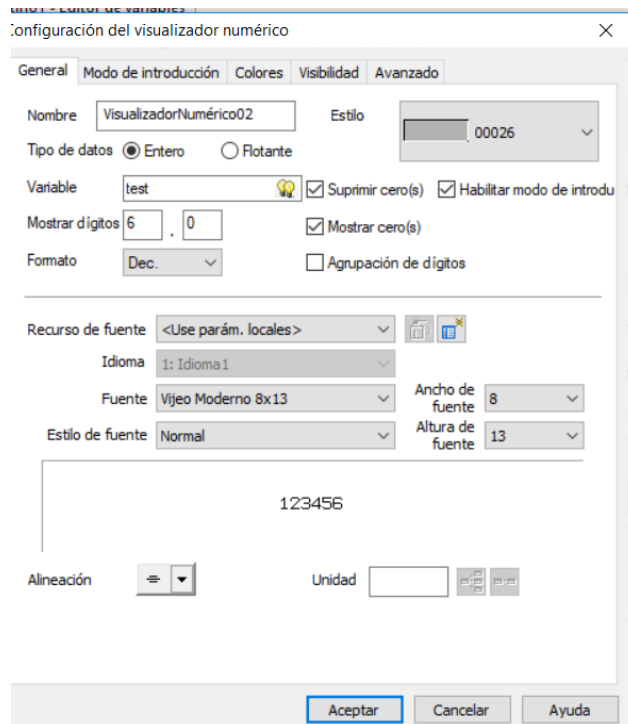 Configuración del visualizador numérico
General Modo de introducción Colores Visibilidad Avanzado
Nombre VisualizadorNumérico02 Estilo 00026
Tipo de datos Entero Flotante
Variable test Suprimir cero(s) Habilitar modo de introdu
Mostrar dígitos 6 . 0 Mostrar cero(s)
Formato Dec. Agrupación de dígitos
Recurso de fuente <Use parám. locales>
Idioma 1: Idioma1
Fuente Vijeo Moderno 8x13 Ancho de fuente 8
Estilo de fuente Normal Altura de fuente 13
123456
Alineación Unidad
Aceptar Cancelar Ayuda